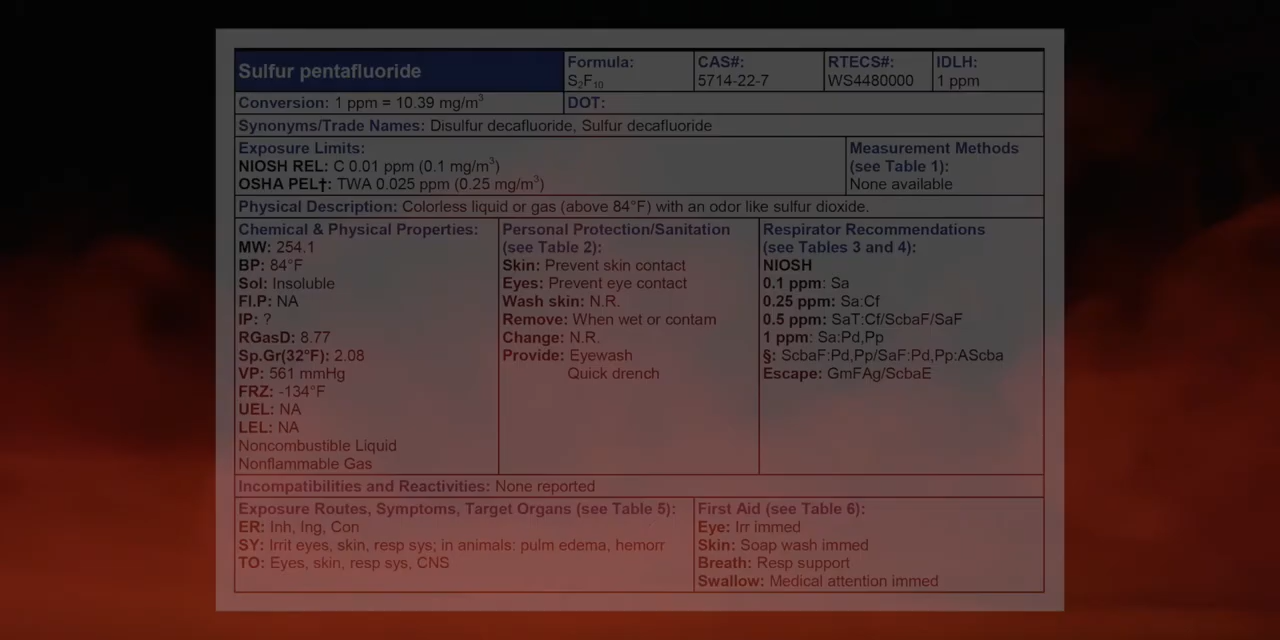 Sulfur pentafluoride
Formula:
S₂F₁₀
CAS#:
5714-22-7
RTECS#:
WS4480000
IDLH:
1 ppm
Conversion: 1 ppm = 10.39 mg/m³
DOT:
Synonyms/Trade Names: Disulfur decafluoride, Sulfur decafluoride
Exposure Limits:
NIOSH REL: C 0.01 ppm (0.1 mg/m³)
OSHA PEL†: TWA 0.025 ppm (0.25 mg/m³)
Measurement Methods
(see Table 1):
None available
Physical Description: Colorless liquid or gas (above 84°F) with an odor like sulfur dioxide.
Chemical & Physical Properties:
MW: 254.1
BP: 84°F
Sol: Insoluble
Fl.P: NA
IP: ?
RGasD: 8.77
Sp.Gr(32°F): 2.08
VP: 561 mmHg
FRZ: -134°F
UEL: NA
LEL: NA
Noncombustible Liquid
Nonflammable Gas
Personal Protection/Sanitation
(see Table 2):
Skin: Prevent skin contact
Eyes: Prevent eye contact
Wash skin: N.R.
Remove: When wet or contam
Change: N.R.
Provide: Eyewash
Quick drench
Respirator Recommendations
(see Tables 3 and 4):
NIOSH
0.1 ppm: Sa
0.25 ppm: Sa:Cf
0.5 ppm: SaT:Cf/ScbaF/SaF
1 ppm: Sa:Pd,Pp
§: ScbaF:Pd,Pp/SaF:Pd,Pp:AScba
Escape: GmFAg/ScbaE
Incompatibilities and Reactivities: None reported
Exposure Routes, Symptoms, Target Organs (see Table 5):
ER: Inh, Ing, Con
SY: Irrit eyes, skin, resp sys; in animals: pulm edema, hemorr
TO: Eyes, skin, resp sys, CNS
First Aid (see Table 6):
Eye: Irr immed
Skin: Soap wash immed
Breath: Resp support
Swallow: Medical attention immed